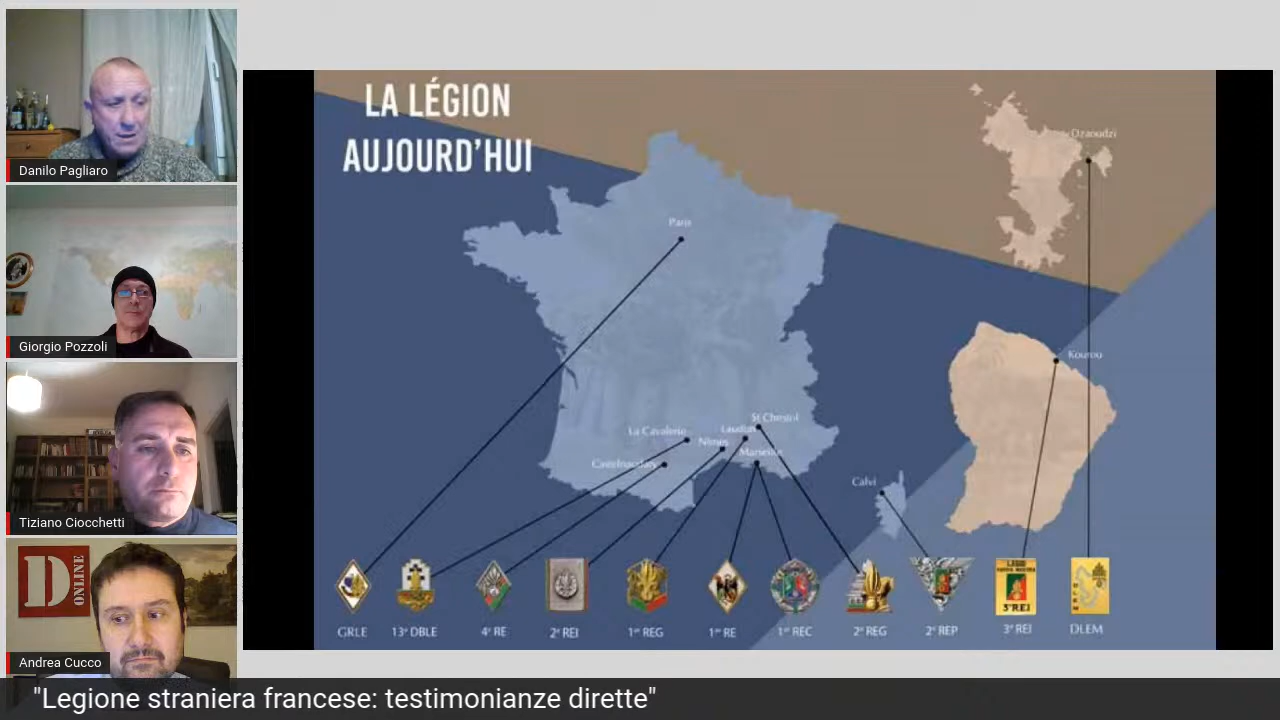 Danilo Pagliaro
Giorgio Pozzoli
Tiziano Ciocchetti
D
ONLINE
Andrea Cucco
LA LÉGION
AUJOURD'HUI
Dzaoudzi
Paris
Kourou
St Christol
La Cavalerie
Laudun
Nîmes
Marseille
Castelnaudary
Calvi
GRLE
13e DBLE
4e RE
2e REI
1er REG
1er RE
1er REC
2e REG
2e REP
3e REI
DLEM
"Legione straniera francese: testimonianze dirette"